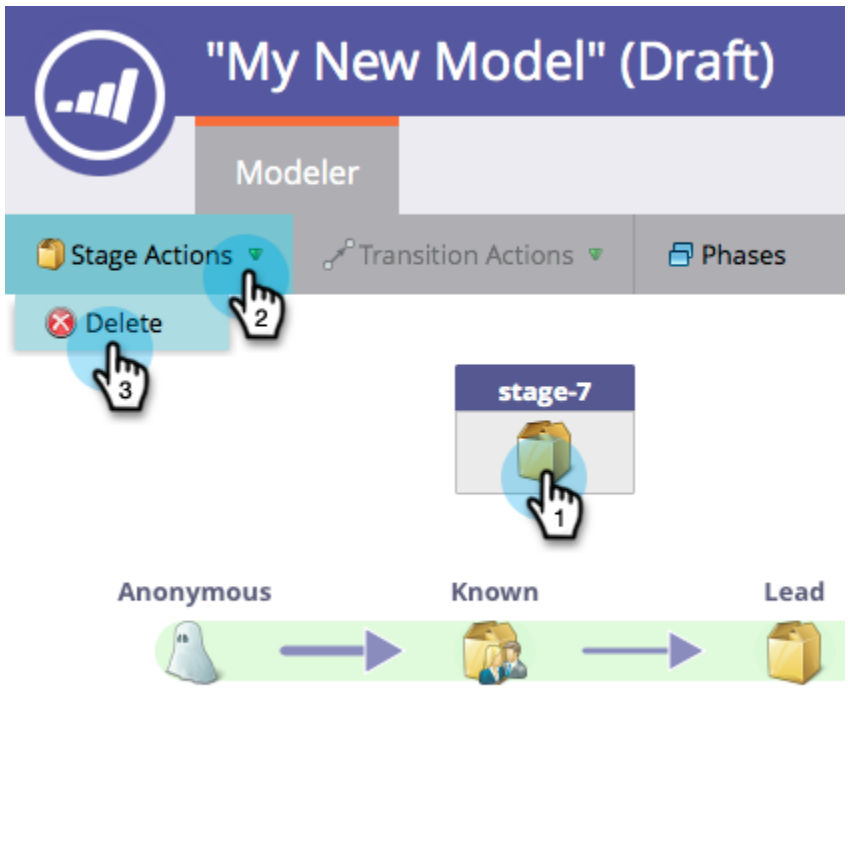 "My New Model" (Draft)
Modeler
Stage Actions Transition Actions Phases
Delete
2
3
stage-7
1
Anonymous Known Lead